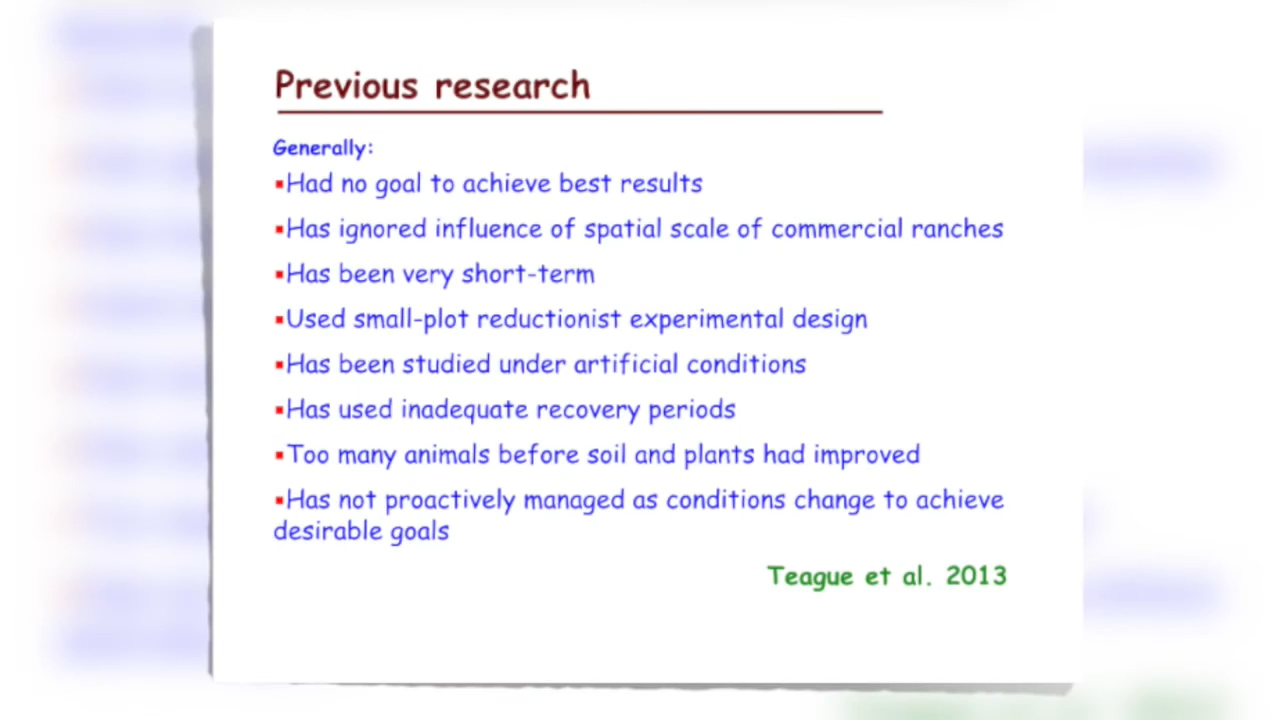 Previous research
Generally:
▪Had no goal to achieve best results
▪Has ignored influence of spatial scale of commercial ranches
▪Has been very short-term
▪Used small-plot reductionist experimental design
▪Has been studied under artificial conditions
▪Has used inadequate recovery periods
▪Too many animals before soil and plants had improved
▪Has not proactively managed as conditions change to achieve
desirable goals
Teague et al. 2013